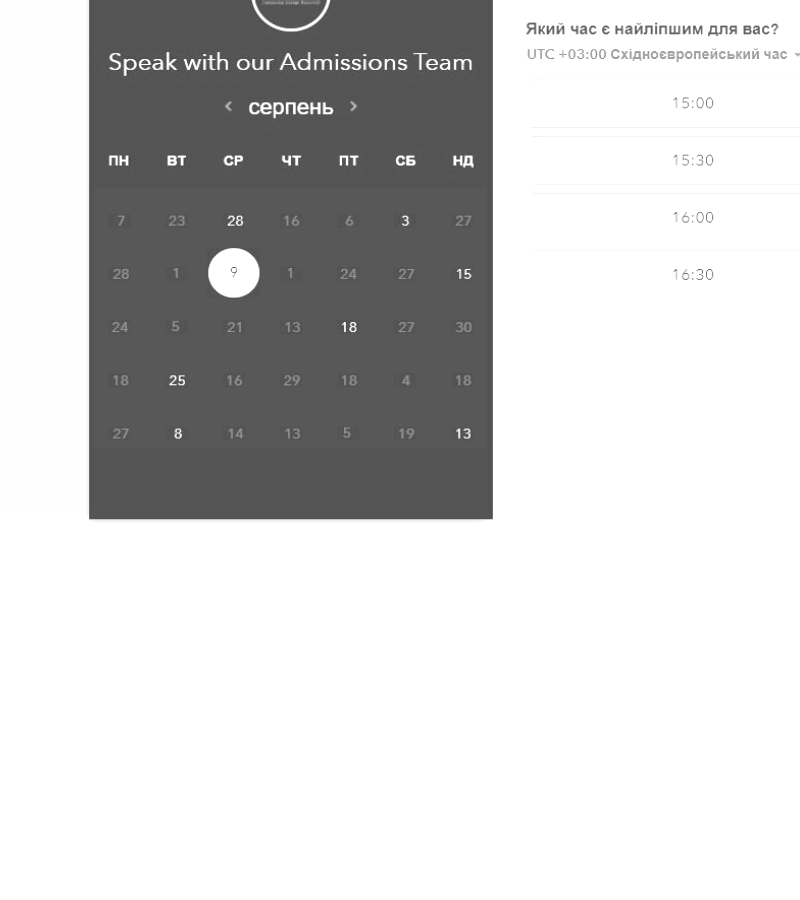 Speak with our Admissions Team
< серпень >
ПН ВТ СР ЧТ ПТ СБ НД
7 23 28 16 6 3 27
28 1 9 1 24 27 15
24 5 21 13 18 27 30
18 25 16 29 18 4 18
27 8 14 13 5 19 13
Який час є найліпшим для вас?
UTC +03:00 Східноєвропейський час
15:00
15:30
16:00
16:30